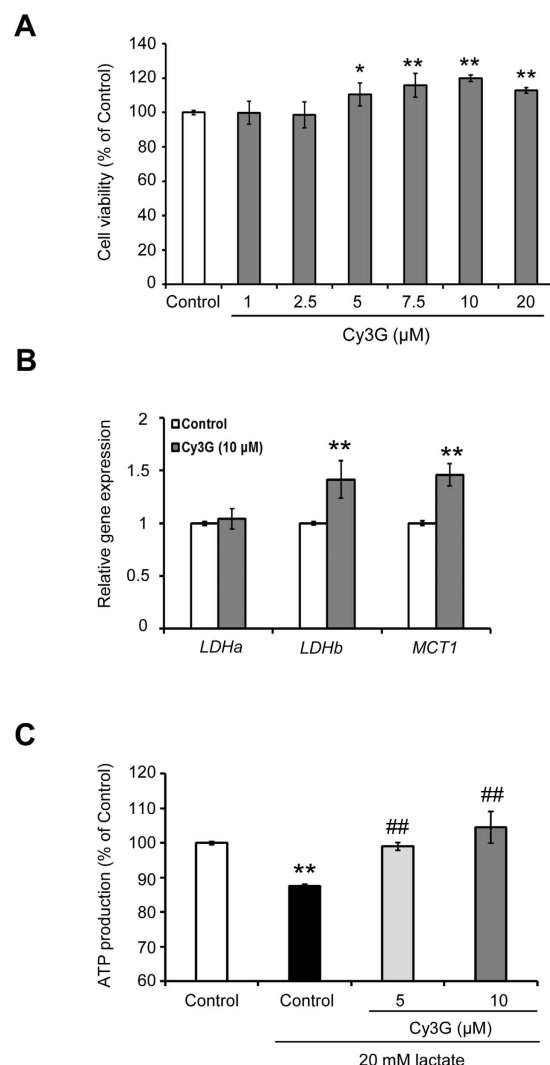 A
Cell viability (% of Control)
140
120
100
80
60
40
20
0
*
**
**
**
Control 1 2.5 5 7.5 10 20
Cy3G (µM)
B
Relative gene expression
2
1.5
1
0.5
0
Control
Cy3G (10 µM)
**
**
LDHa LDHb MCT1
C
ATP production (% of Control)
120
110
100
90
80
70
60
**
##
##
Control Control 5 10
Cy3G (µM)
20 mM lactate